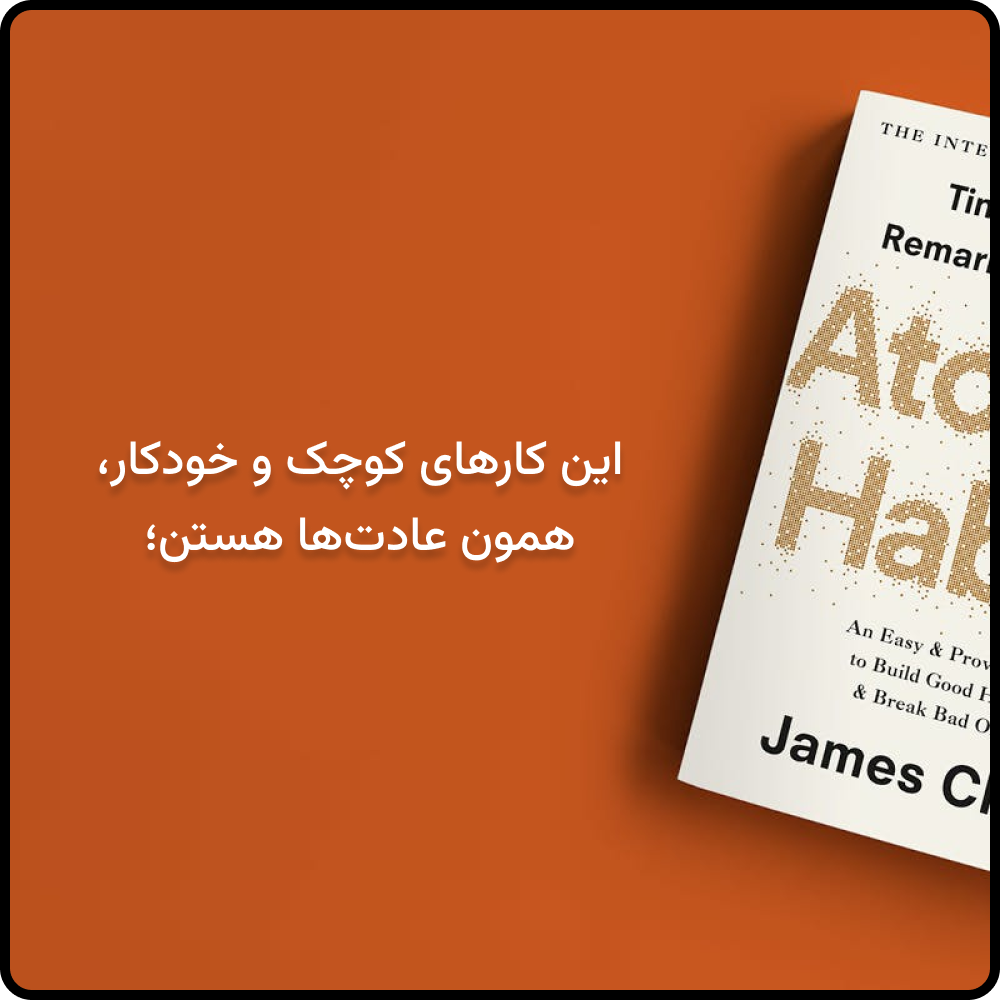 این کارهای کوچک و خودکار،
همون عادت‌ها هستن؛
THE INTE
Tin
Remark
Ato
Hab
An Easy & Prov
to Build Good H
& Break Bad O
James Cl